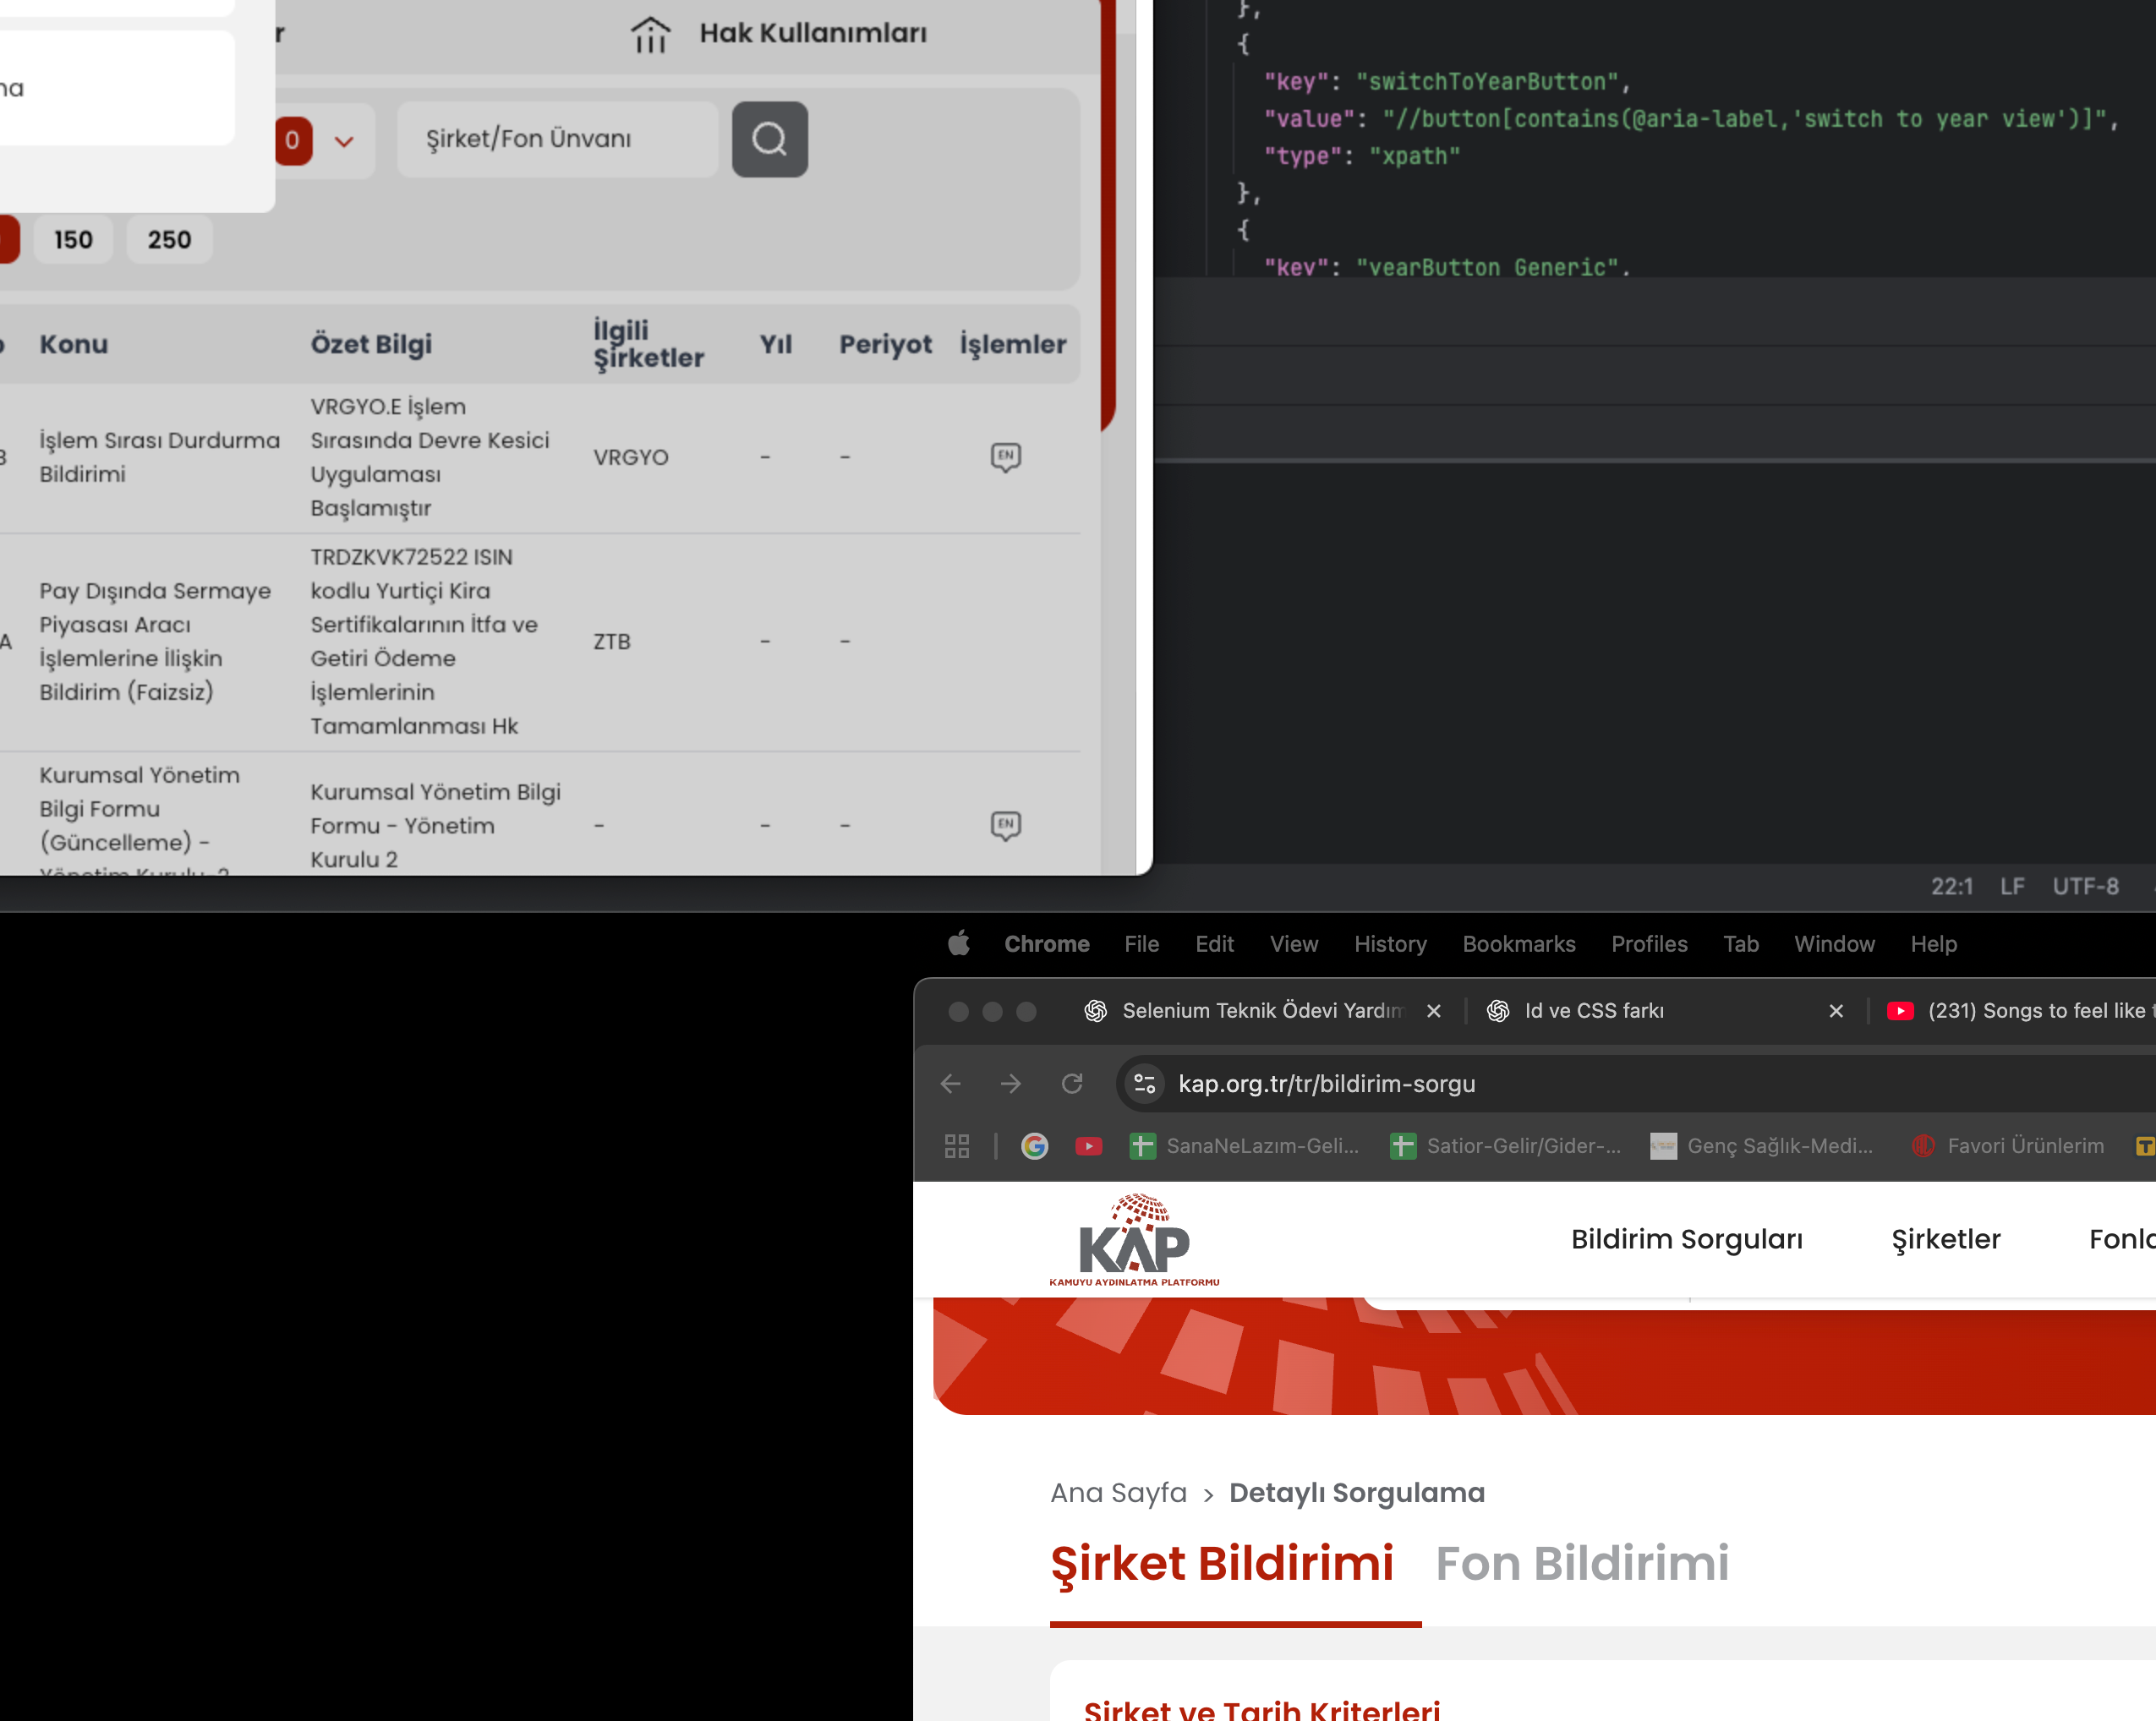 na
r
Hak Kullanımları
0
Şirket/Fon Ünvanı
150
250
Konu
Özet Bilgi
İlgili
Şirketler
Yıl
Periyot
İşlemler
B
İşlem Sırası Durdurma
Bildirimi
VRGYO.E İşlem
Sırasında Devre Kesici
Uygulaması
Başlamıştır
VRGYO
-
-
EN
A
Pay Dışında Sermaye
Piyasası Aracı
İşlemlerine İlişkin
Bildirim (Faizsiz)
TRDZKVK72522 ISIN
kodlu Yurtiçi Kira
Sertifikalarının İtfa ve
Getiri Ödeme
İşlemlerinin
Tamamlanması Hk
ZTB
-
-
Kurumsal Yönetim
Bilgi Formu
(Güncelleme) -
Yönetim Kurulu-2
Kurumsal Yönetim Bilgi
Formu - Yönetim
Kurulu 2
-
-
-
EN
},
{
"key": "switchToYearButton",
"value": "//button[contains(@aria-label,'switch to year view')]",
"type": "xpath"
},
{
"key": "yearButton Generic",
22:1 LF UTF-8
Chrome File Edit View History Bookmarks Profiles Tab Window Help
Selenium Teknik Ödevi Yardım
Id ve CSS farkı
(231) Songs to feel like t
kap.org.tr/tr/bildirim-sorgu
SanaNeLazım-Geli...
Satior-Gelir/Gider-...
Genç Sağlık-Medi...
Favori Ürünlerim
KAP
KAMUYU AYDINLATMA PLATFORMU
Bildirim Sorguları
Şirketler
Fonla
Ana Sayfa > Detaylı Sorgulama
Şirket Bildirimi Fon Bildirimi
Şirket ve Tarih Kriterleri